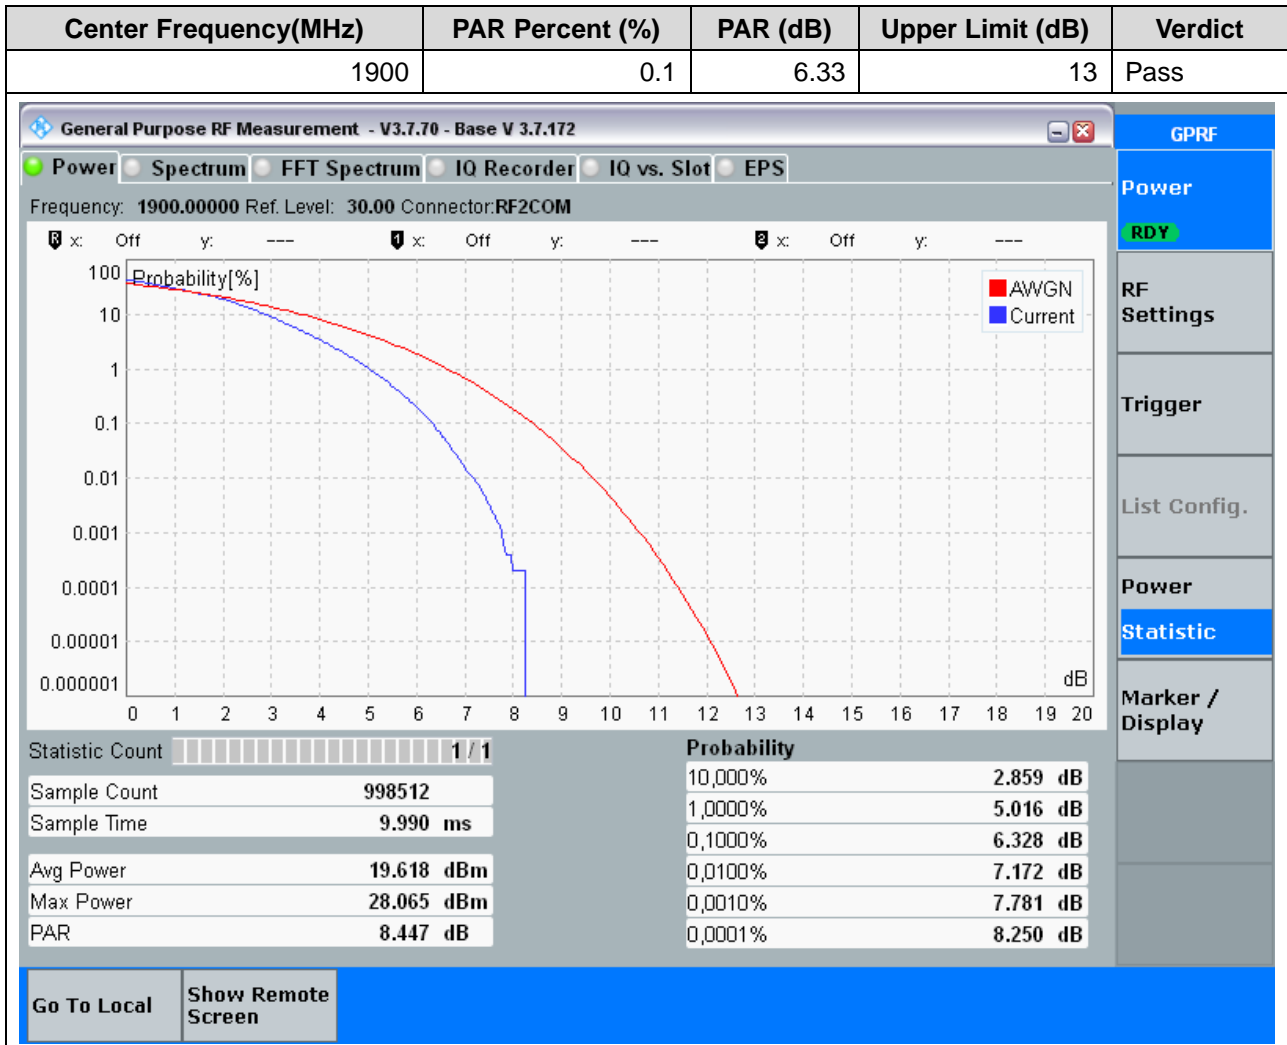 Center Frequency(MHz) PAR Percent (%) PAR (dB) Upper Limit (dB) Verdict
1900 0.1 6.33 13 Pass
General Purpose RF Measurement - V3.7.70 - Base V 3.7.172
GPRF
Power Spectrum FFT Spectrum IQ Recorder IQ vs. Slot EPS
Power
RDY
Frequency: 1900.00000 Ref. Level: 30.00 Connector:RF2COM
R x: Off y: --- 1 x: Off y: --- 2 x: Off y: ---
Probability[%]
AWGN
Current
100
10
1
0.1
0.01
0.001
0.0001
0.00001
0.000001
dB
0 1 2 3 4 5 6 7 8 9 10 11 12 13 14 15 16 17 18 19 20
RF
Settings
Trigger
List Config.
Power
Statistic
Marker /
Display
Statistic Count 1 / 1
Sample Count 998512
Sample Time 9.990 ms
Avg Power 19.618 dBm
Max Power 28.065 dBm
PAR 8.447 dB
Probability
10,000% 2.859 dB
1,0000% 5.016 dB
0,1000% 6.328 dB
0,0100% 7.172 dB
0,0010% 7.781 dB
0,0001% 8.250 dB
Go To Local
Show Remote
Screen